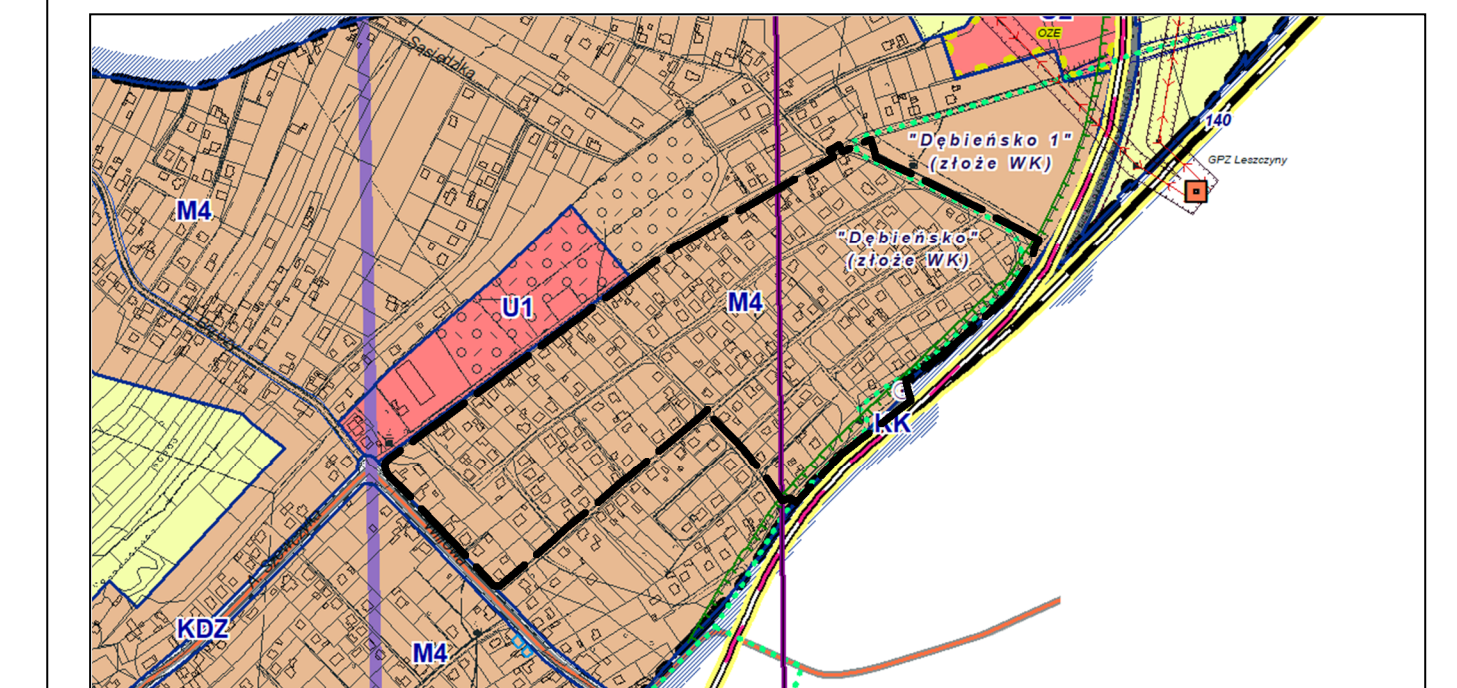 OZE
Sąsiedzka
140
"Dębieńsko 1"
(złoże WK)
GPZ Leszczyny
M4
"Dębieńsko"
(złoże WK)
M4
U1
KK
KDZ
M4